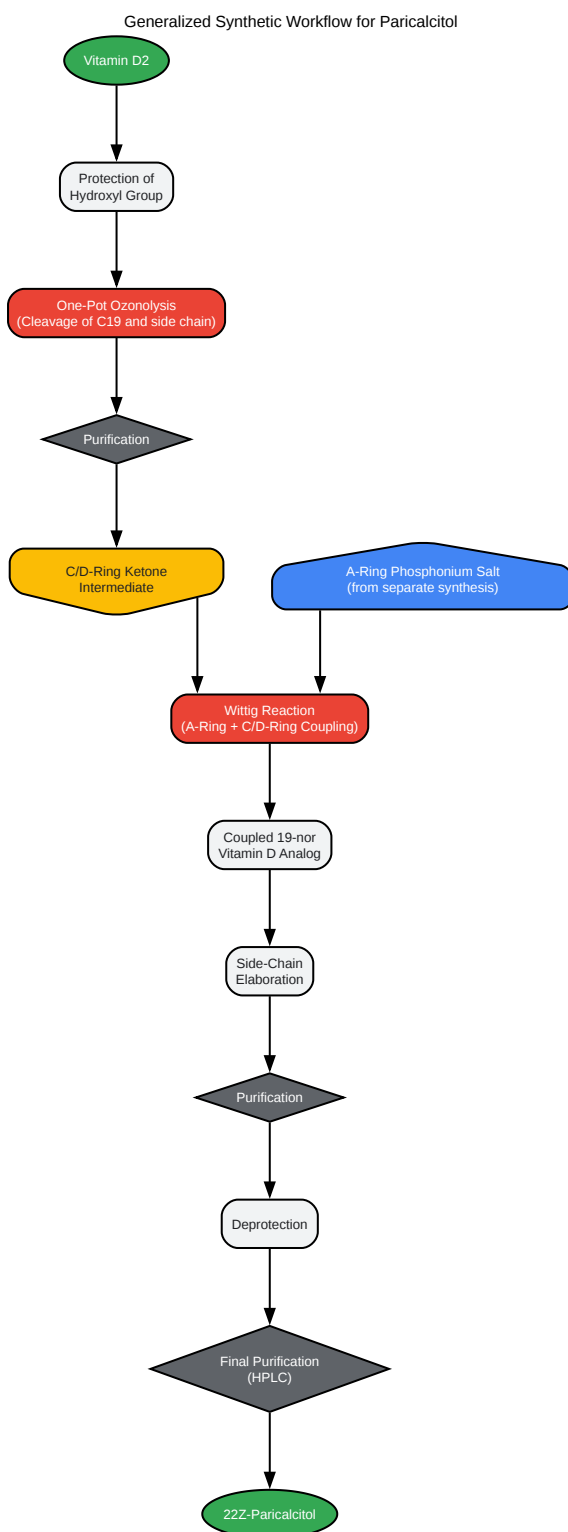 Generalized Synthetic Workflow for Paricalcitol
Vitamin D2
Protection of
Hydroxyl Group
One-Pot Ozonolysis
(Cleavage of C19 and side chain)
Purification
C/D-Ring Ketone
Intermediate
A-Ring Phosphonium Salt
(from separate synthesis)
Wittig Reaction
(A-Ring + C/D-Ring Coupling)
Coupled 19-nor
Vitamin D Analog
Side-Chain
Elaboration
Purification
Deprotection
Final Purification
(HPLC)
22Z-Paricalcitol